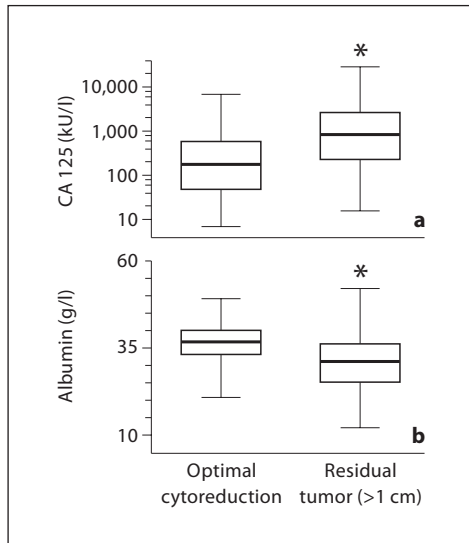 CA 125 (kU/l)
10,000
1,000
100
10
*
a
Albumin (g/l)
60
35
10
*
b
Optimal
cytoreduction
Residual
tumor (>1 cm)